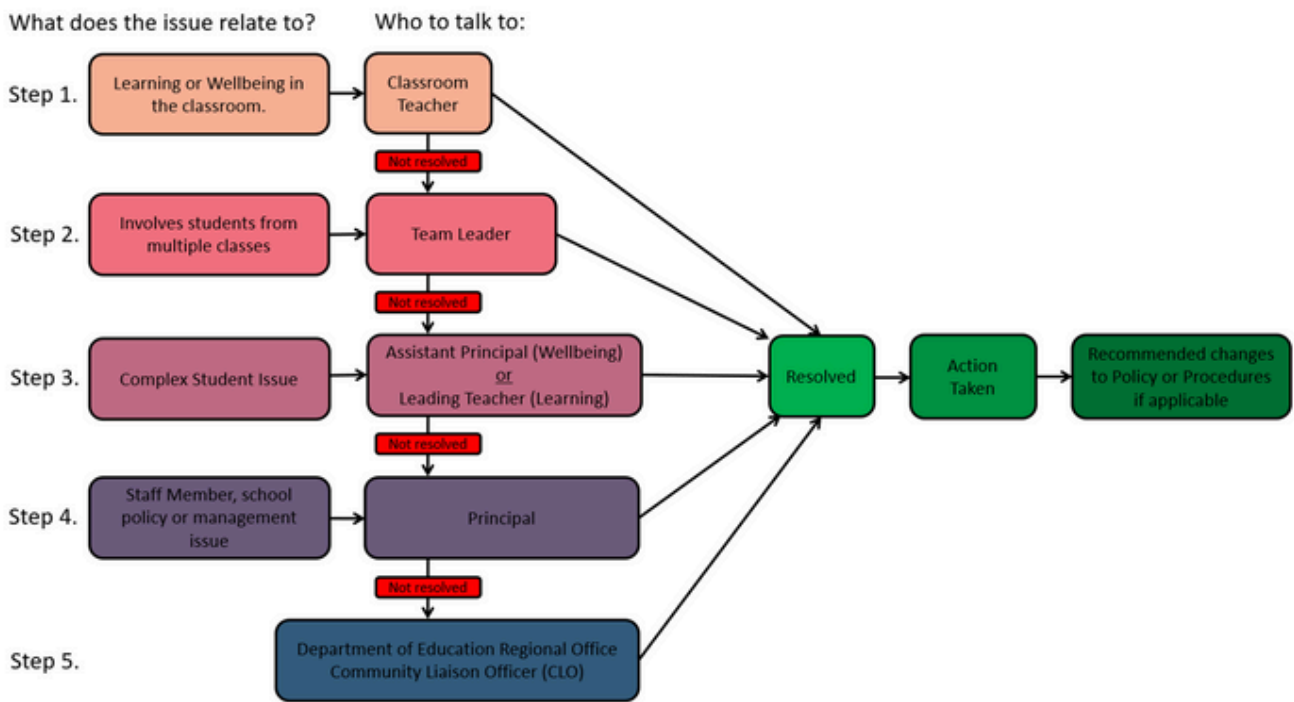 What does the issue relate to?
Who to talk to:
Step 1.
Learning or Wellbeing in
the classroom.
Classroom
Teacher
Not resolved
Step 2.
Involves students from
multiple classes
Team Leader
Not resolved
Step 3.
Complex Student Issue
Assistant Principal (Wellbeing)
or
Leading Teacher (Learning)
Resolved
Action
Taken
Recommended changes
to Policy or Procedures
if applicable
Not resolved
Step 4.
Staff Member, school
policy or management
issue
Principal
Not resolved
Step 5.
Department of Education Regional Office
Community Liaison Officer (CLO)